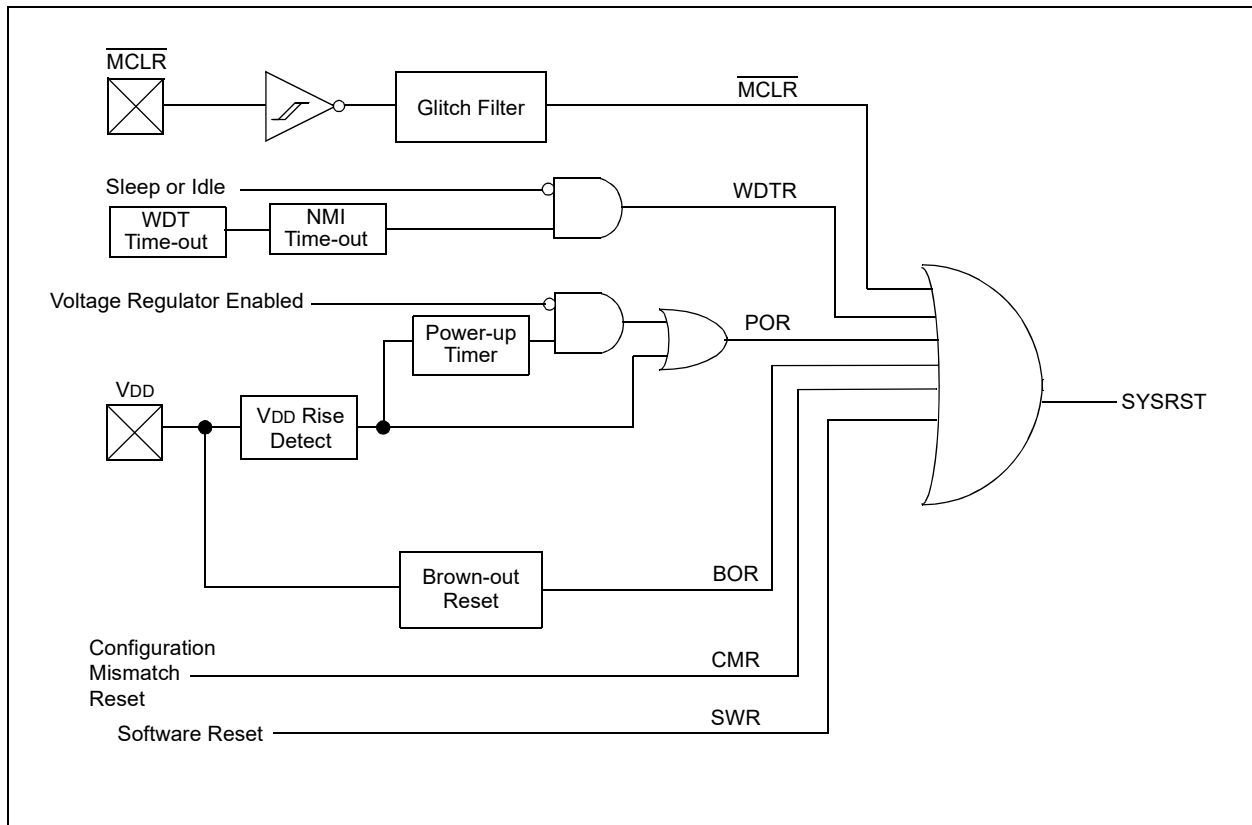 MCLR
Glitch Filter
MCLR
Sleep or Idle
WDT
Time-out
NMI
Time-out
WDTR
Voltage Regulator Enabled
Power-up
Timer
POR
VDD
VDD Rise
Detect
SYSRST
Brown-out
Reset
BOR
Configuration
Mismatch
Reset
CMR
Software Reset
SWR